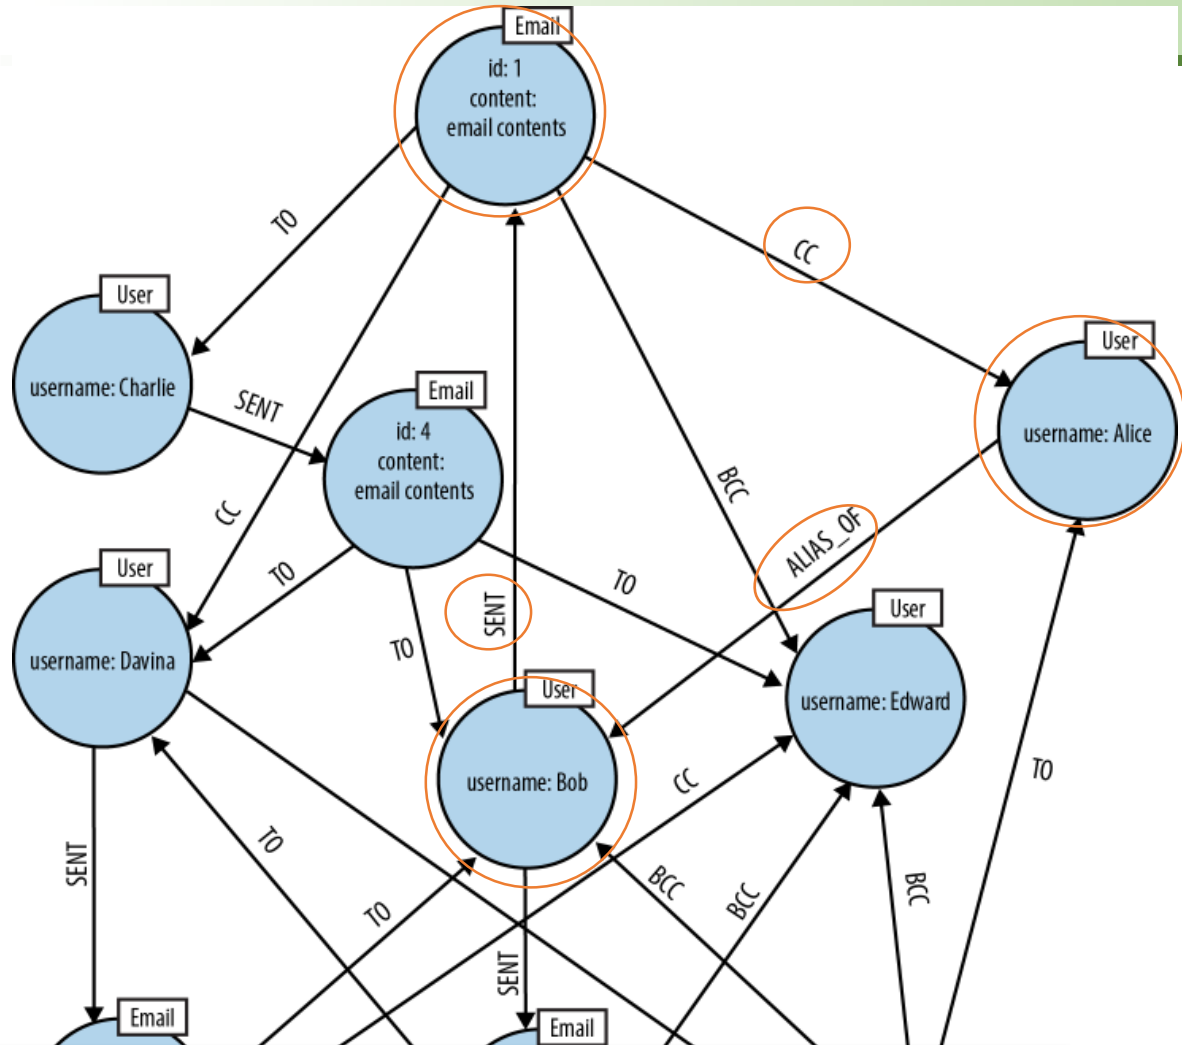 Email
id: 1
content:
email contents
TO
CC
User
username: Charlie
User
username: Alice
SENT
Email
id: 4
content:
email contents
CC
BCC
ALIAS_OF
TO
TO
TO
SENT
User
username: Davina
User
username: Edward
User
username: Bob
CC
TO
SENT
TO
TO
BCC
BCC
BCC
SENT
Email
Email